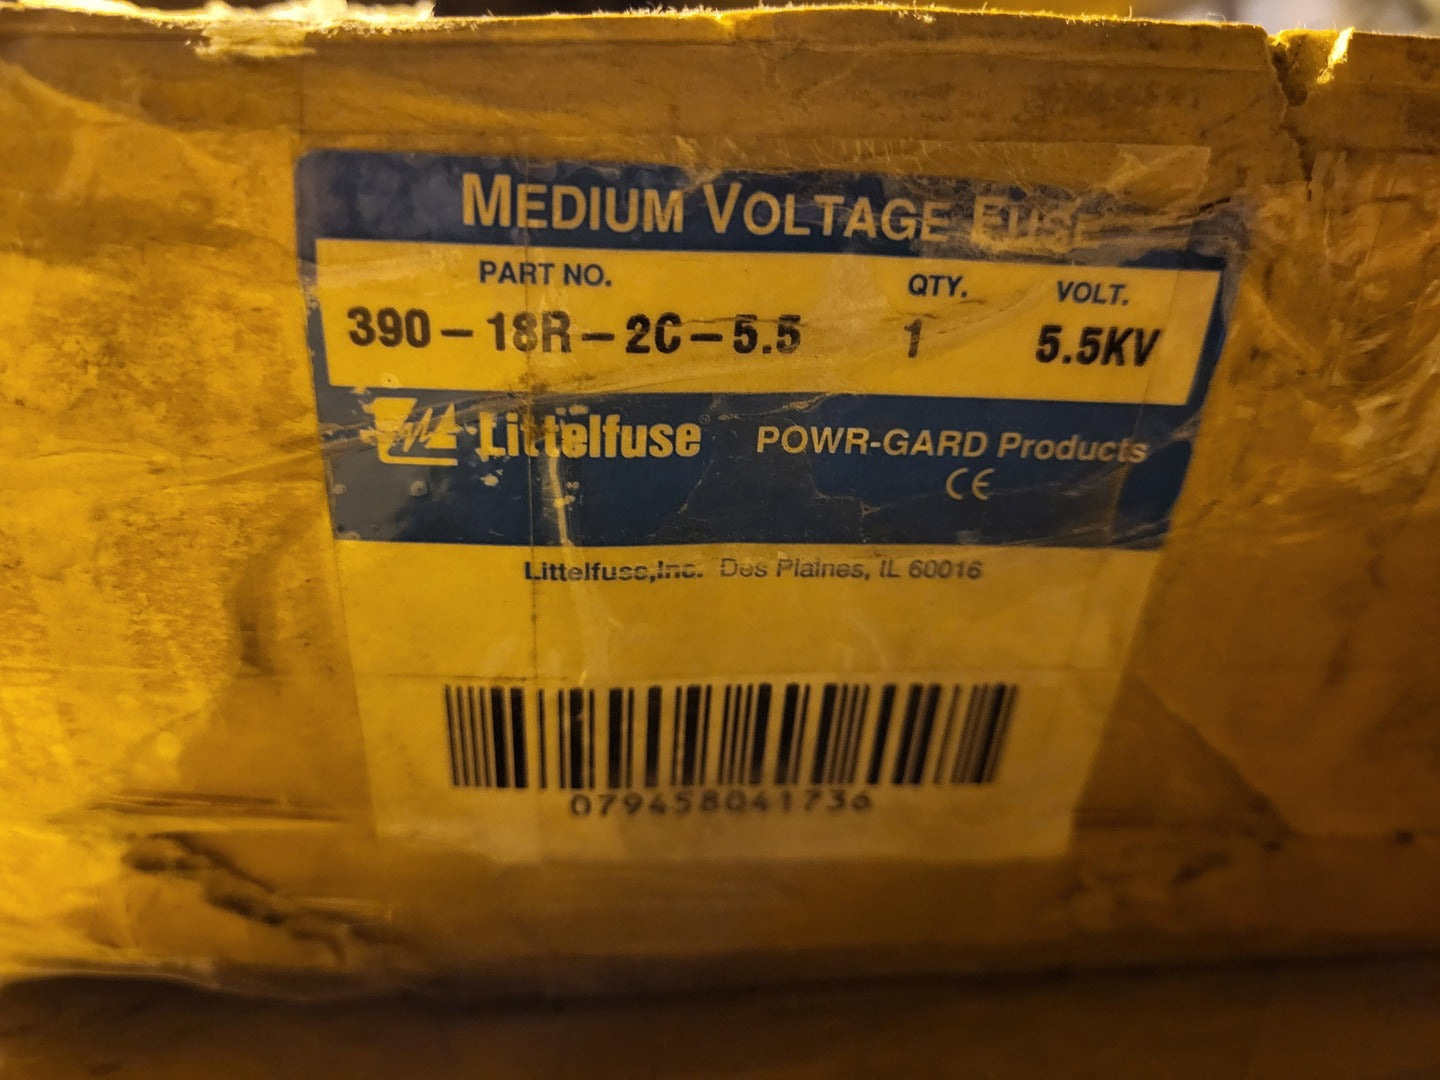 MEDIUM VOLTAGE FUSE
PART NO. QTY. VOLT.
390-18R-2C-5.5 1 5.5KV
Littelfuse® POWR-GARD Products
CE
Littelfuse,Inc. Des Plaines, IL 60016
079458041736